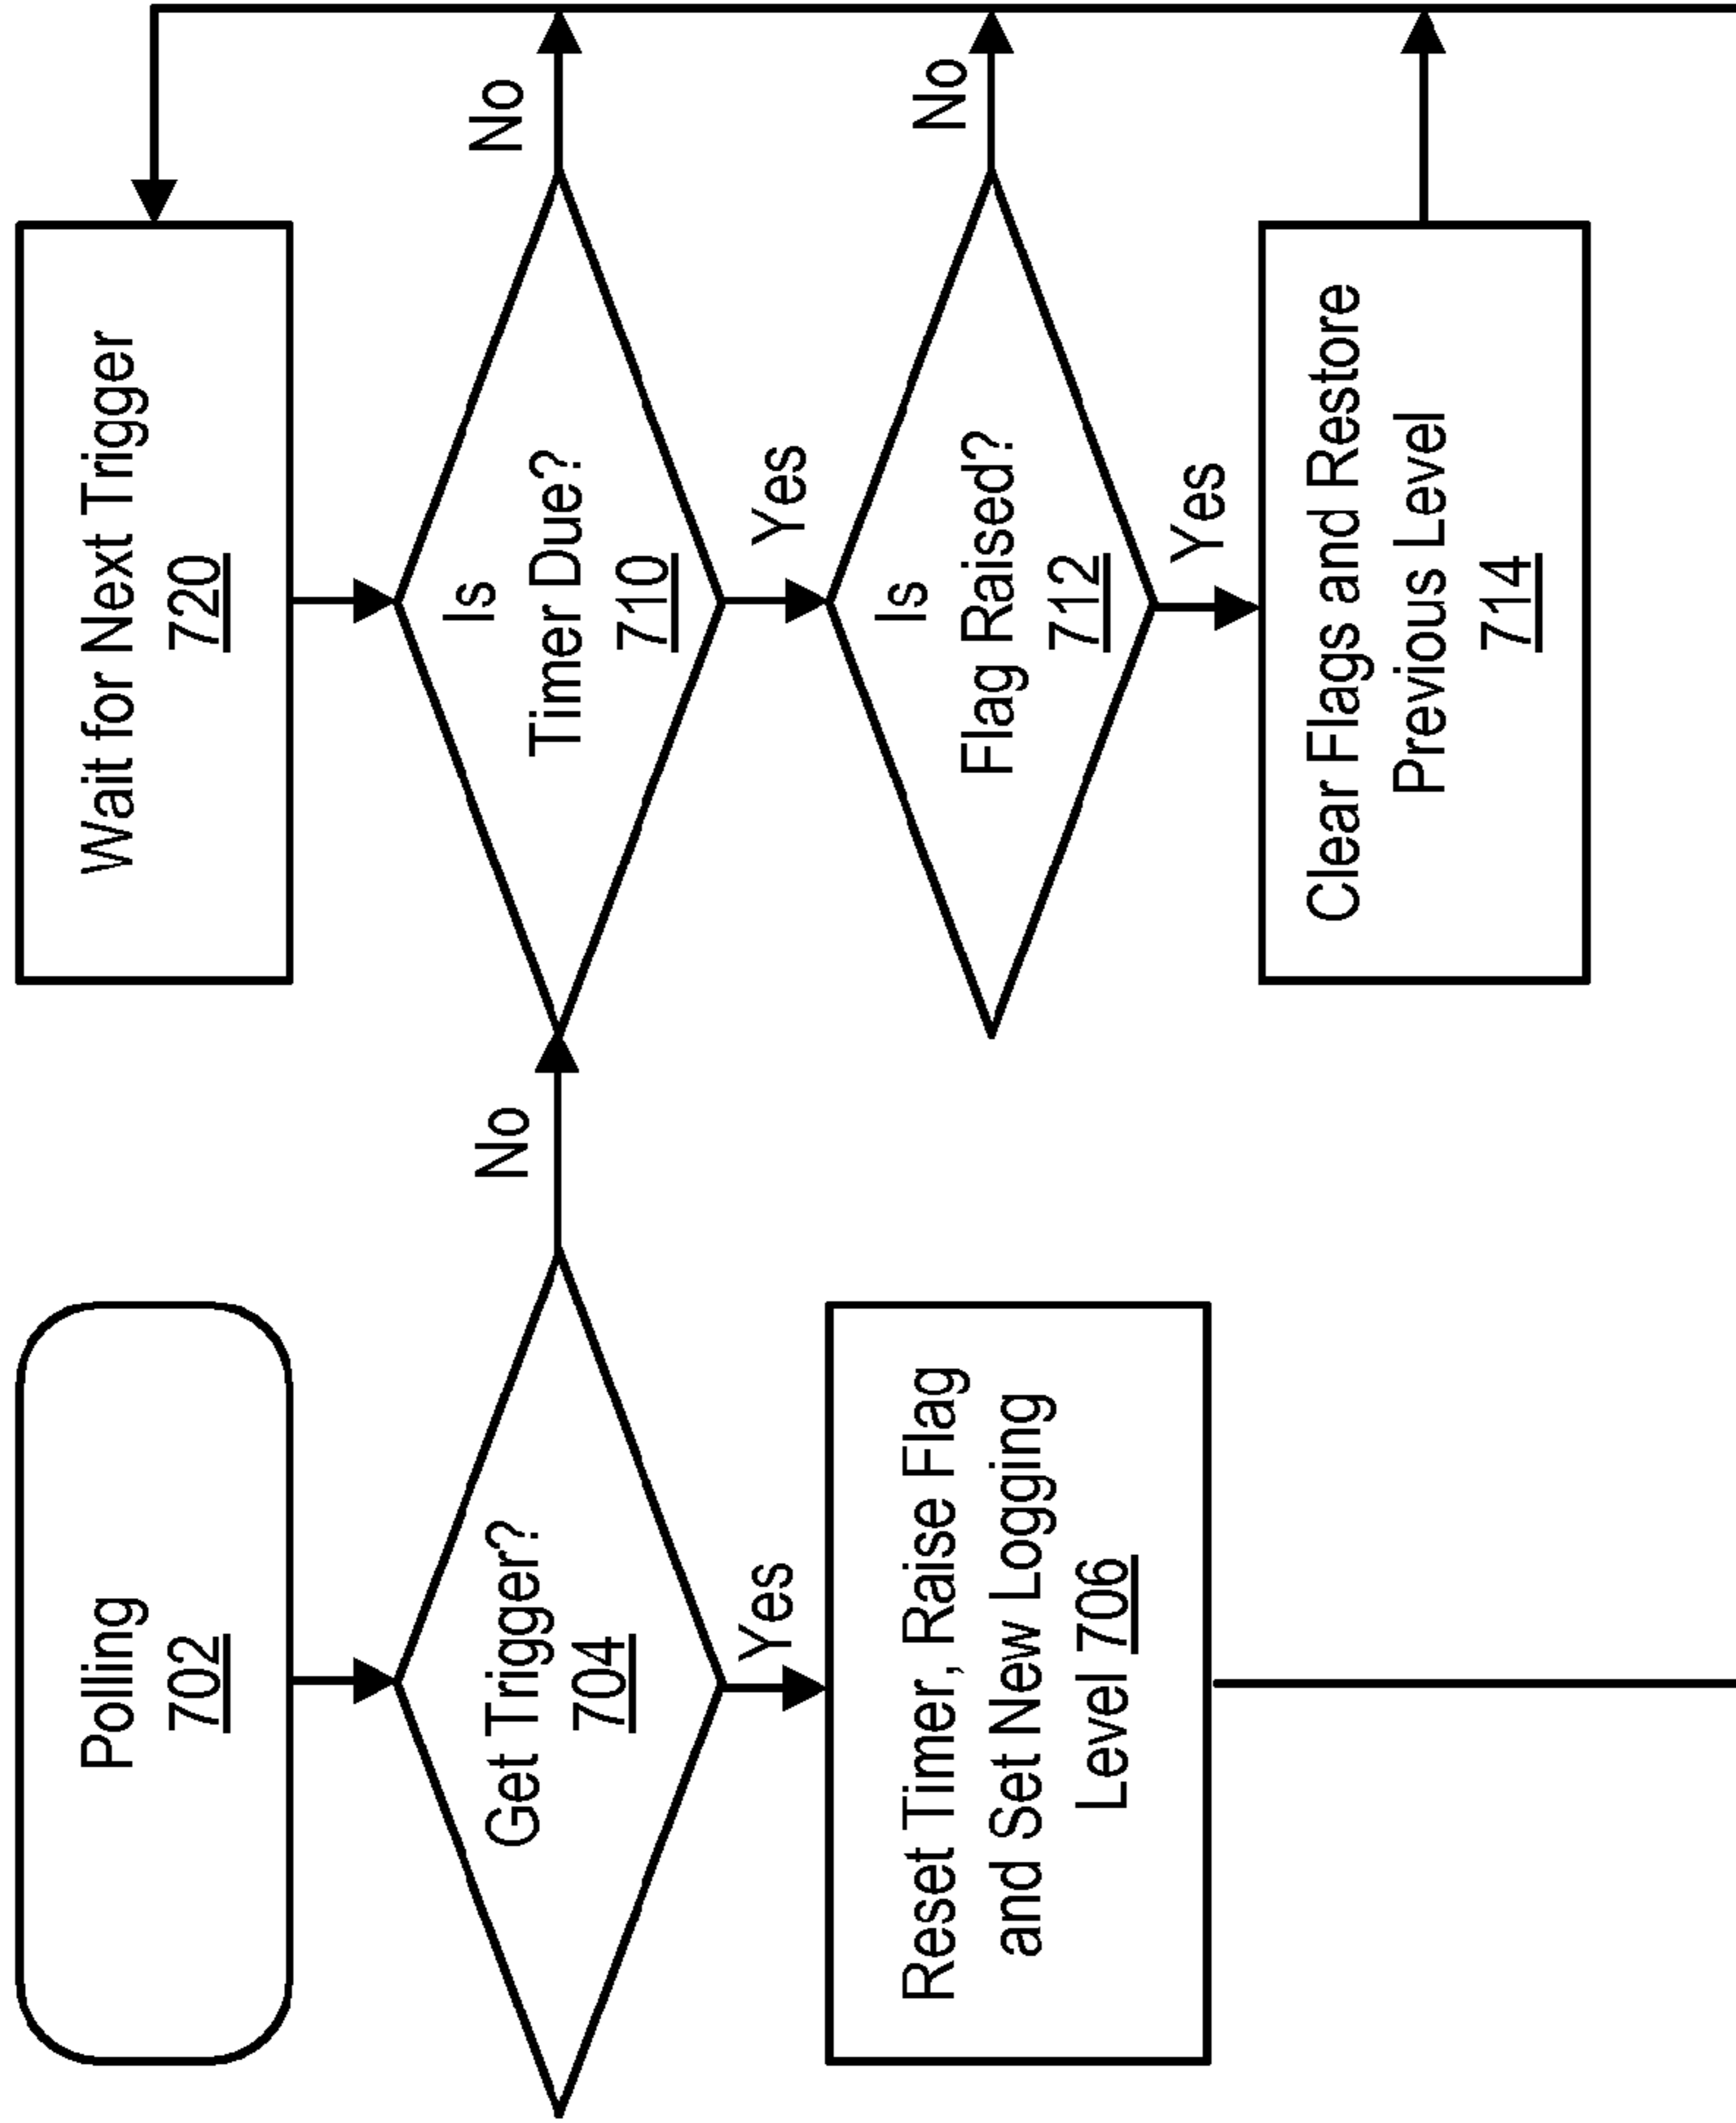 Polling
702
Get Trigger?
704
No
Yes
Reset Timer, Raise Flag
and Set New Logging
Level 706
Wait for Next Trigger
720
Is
Timer Due?
710
No
Yes
Is
Flag Raised?
712
No
Yes
Clear Flags and Restore
Previous Level
714